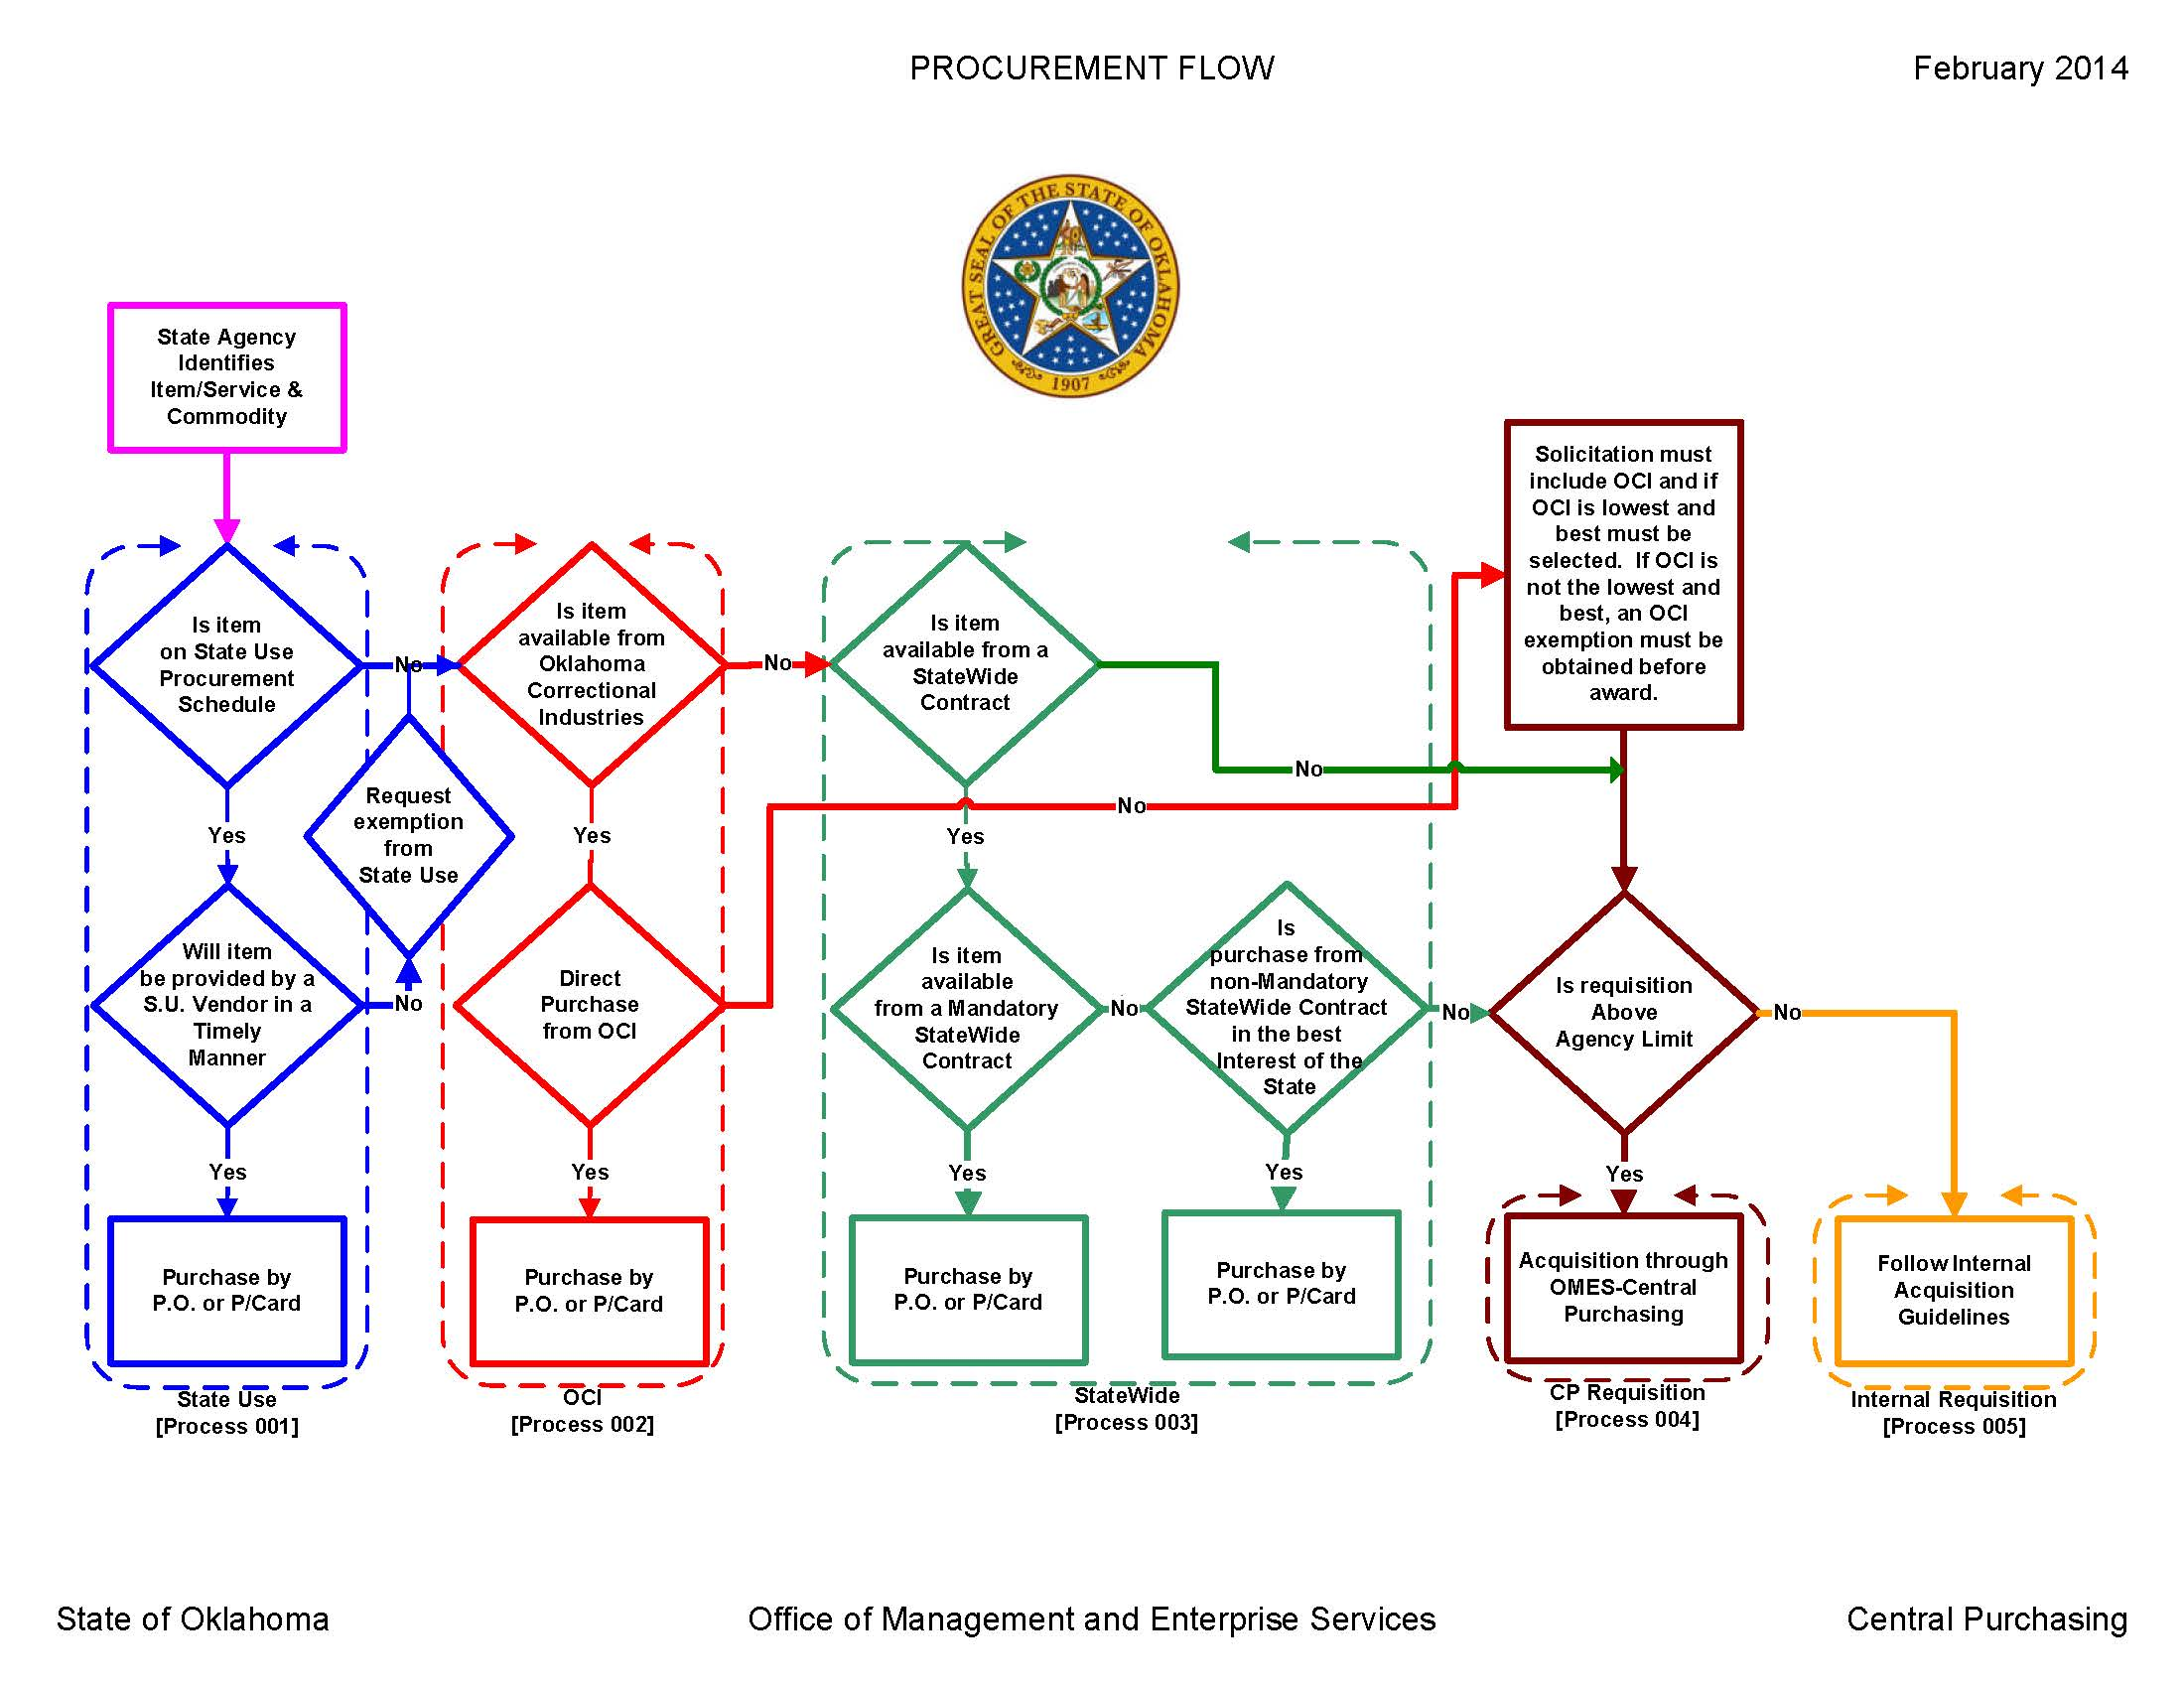 PROCUREMENT FLOW
February 2014
GREAT SEAL OF THE STATE OF OKLAHOMA
1907
State Agency
Identifies
Item/Service &
Commodity
Solicitation must
include OCI and if
OCI is lowest and
best must be
selected.  If OCI is
not the lowest and
best, an OCI
exemption must be
obtained before
award.
Is item
on State Use
Procurement
Schedule
No
Is item
available from
Oklahoma
Correctional
Industries
No
Is item
available from a
StateWide
Contract
No
No
Yes
Request
exemption
from
State Use
Yes
Yes
Will item
be provided by a
S.U. Vendor in a
Timely
Manner
No
Direct
Purchase
from OCI
Is item
available
from a Mandatory
StateWide
Contract
No
Is
purchase from
non-Mandatory
StateWide Contract
in the best
Interest of the
State
No
Is requisition
Above
Agency Limit
No
Yes
Yes
Yes
Yes
Yes
Purchase by
P.O. or P/Card
Purchase by
P.O. or P/Card
Purchase by
P.O. or P/Card
Purchase by
P.O. or P/Card
Acquisition through
OMES-Central
Purchasing
Follow Internal
Acquisition
Guidelines
State Use
[Process 001]
OCI
[Process 002]
StateWide
[Process 003]
CP Requisition
[Process 004]
Internal Requisition
[Process 005]
State of Oklahoma
Office of Management and Enterprise Services
Central Purchasing